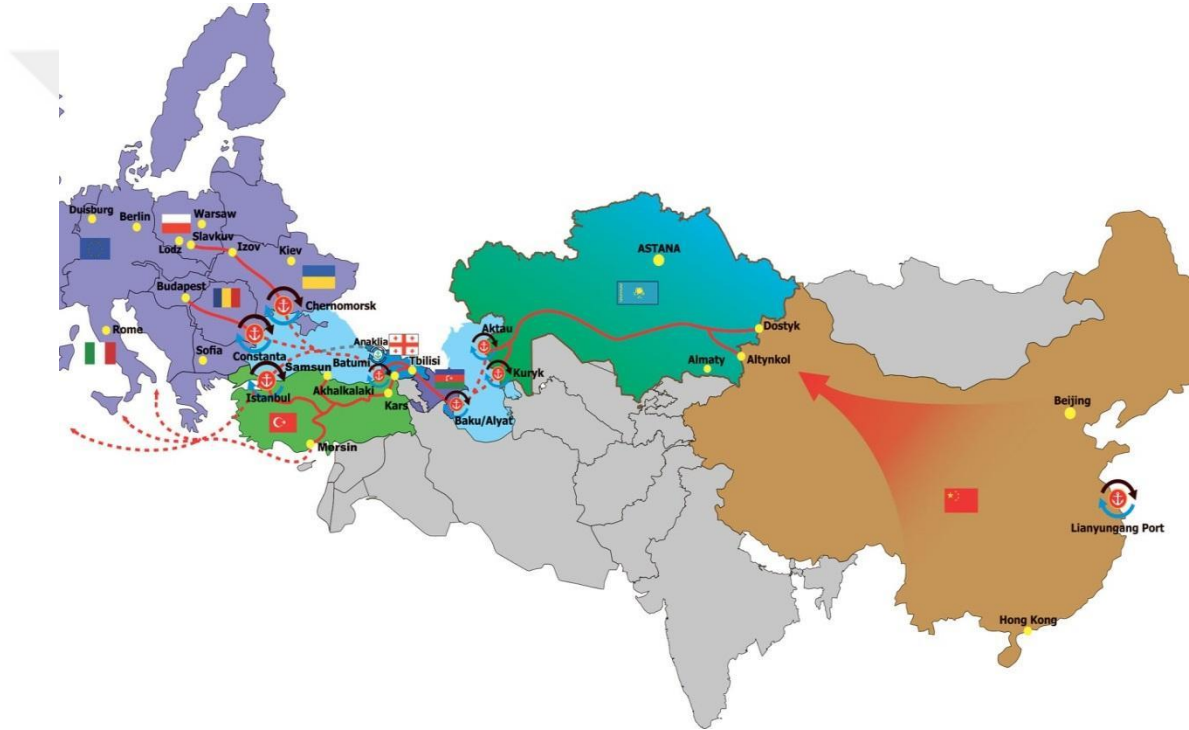 Duisburg
Berlin
Warsaw
Slavkuv
Lodz
Izov
Kiev
Budapest
Chernomorsk
Rome
Sofia
Constanta
Anaklia
Samsun
Batumi
Tbilisi
Istanbul
Akhalkalaki
Kars
Baku/Alyat
Mersin
Aktau
Kuryk
ASTANA
Dostyk
Almaty
Altynkol
Beijing
Lianyungang Port
Hong Kong